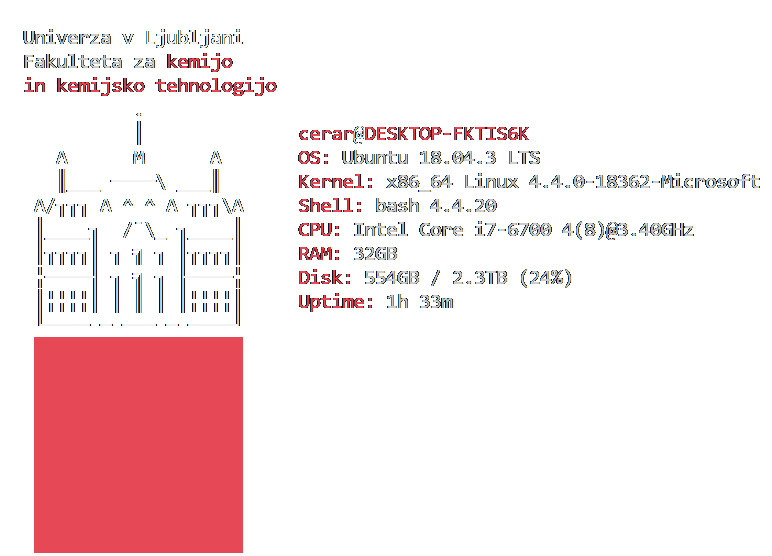 Univerza v Ljubljani
Fakulteta za kemijo
in kemijsko tehnologijo
cerar@DESKTOP-FKTIS6K
OS: Ubuntu 18.04.3 LTS
Kernel: x86_64 Linux 4.4.0-18362-Microsoft
Shell: bash 4.4.20
CPU: Intel Core i7-6700 4(8)@3.40GHz
RAM: 32GB
Disk: 554GB / 2.3TB (24%)
Uptime: 1h 33m